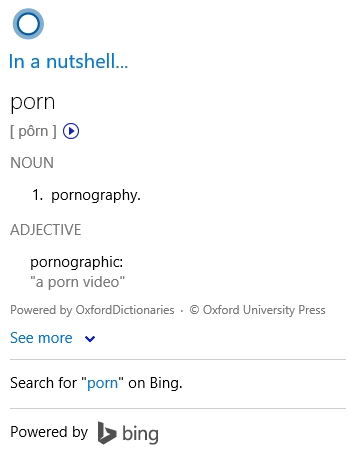 In a nutshell...
porn
[ pôrn ]
NOUN
1. pornography.
ADJECTIVE
pornographic:
"a porn video"
Powered by OxfordDictionaries · © Oxford University Press
See more
Search for "porn" on Bing.
Powered by bing